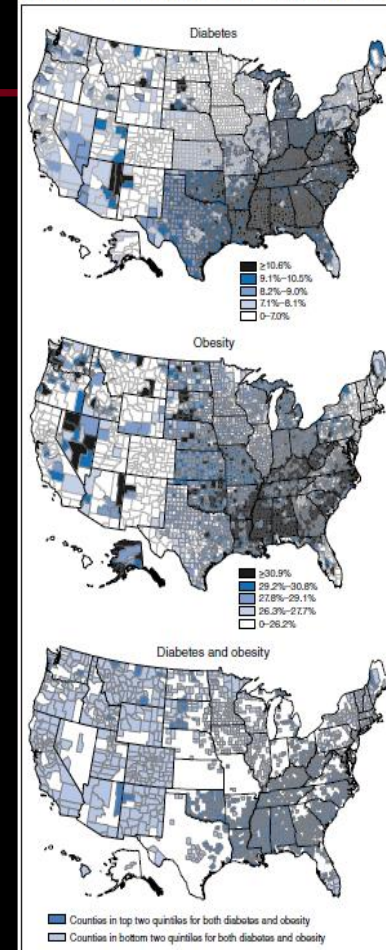 Diabetes
≥10.6%
9.1%–10.5%
8.2%–9.0%
7.1%–8.1%
0–7.0%
Obesity
≥30.9%
29.2%–30.8%
27.8%–29.1%
26.3%–27.7%
0–26.2%
Diabetes and obesity
Counties in top two quintiles for both diabetes and obesity
Counties in bottom two quintiles for both diabetes and obesity